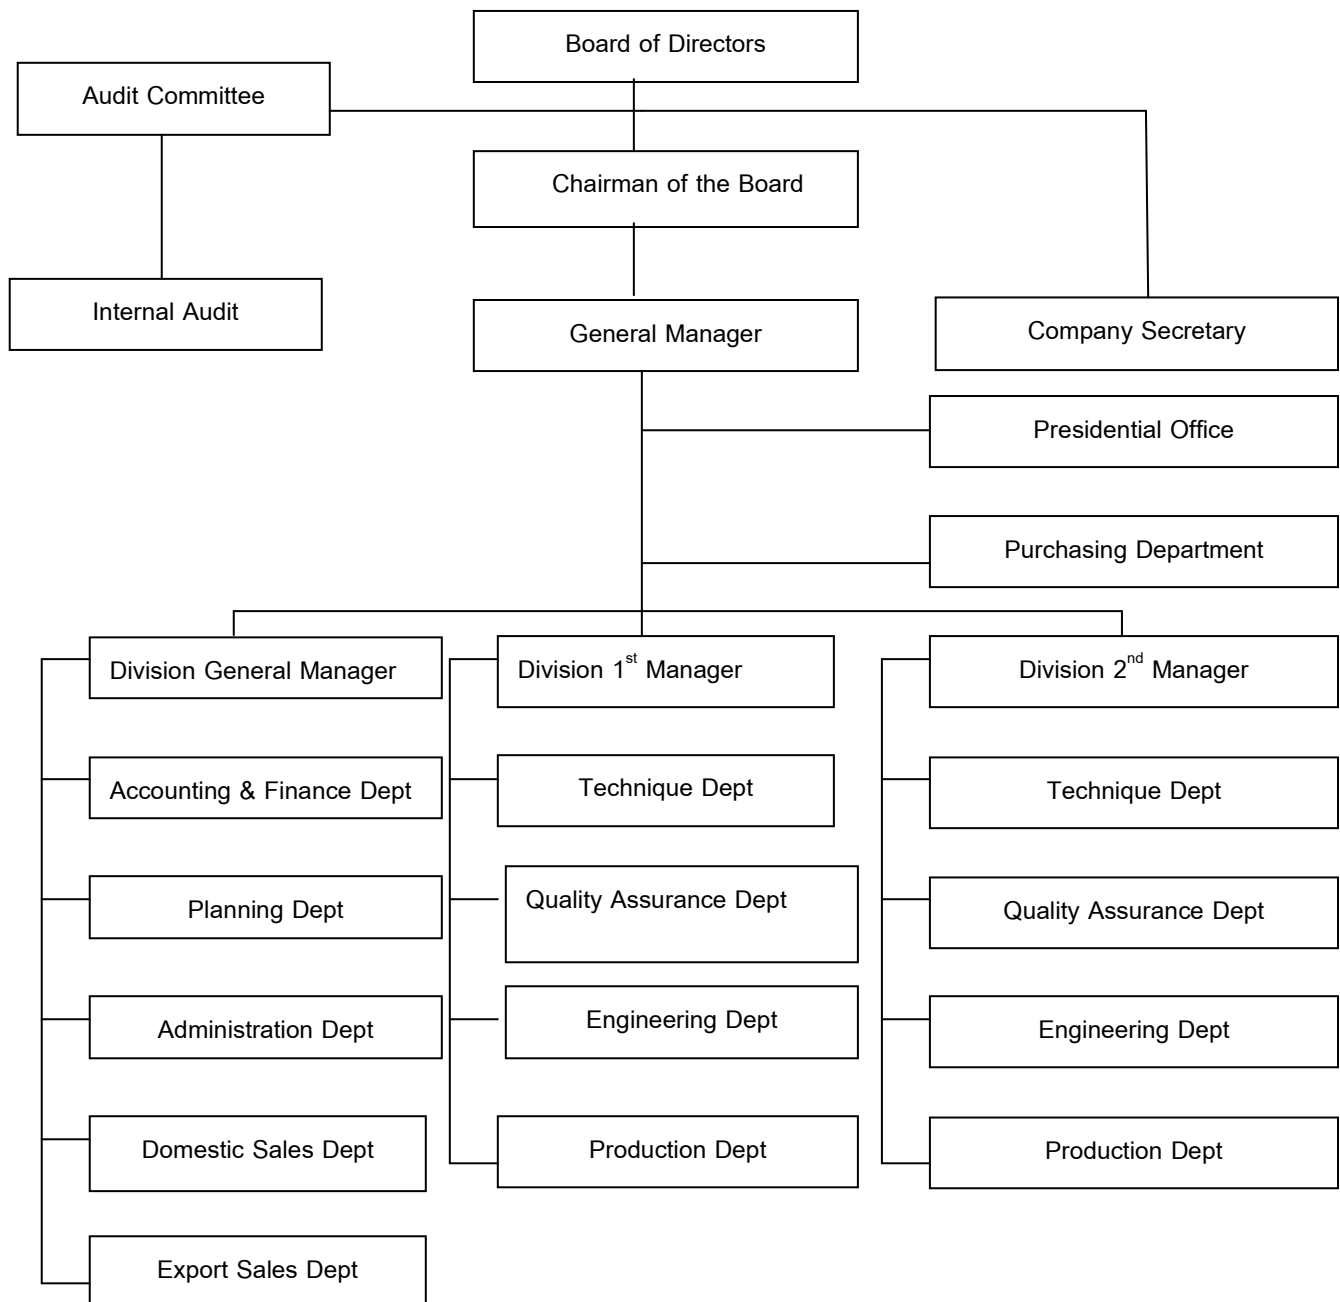 Board of Directors
Audit Committee
Chairman of the Board
Internal Audit
General Manager
Company Secretary
Presidential Office
Purchasing Department
Division General Manager
Division 1st Manager
Division 2nd Manager
Accounting & Finance Dept
Technique Dept
Technique Dept
Planning Dept
Quality Assurance Dept
Quality Assurance Dept
Administration Dept
Engineering Dept
Engineering Dept
Domestic Sales Dept
Production Dept
Production Dept
Export Sales Dept